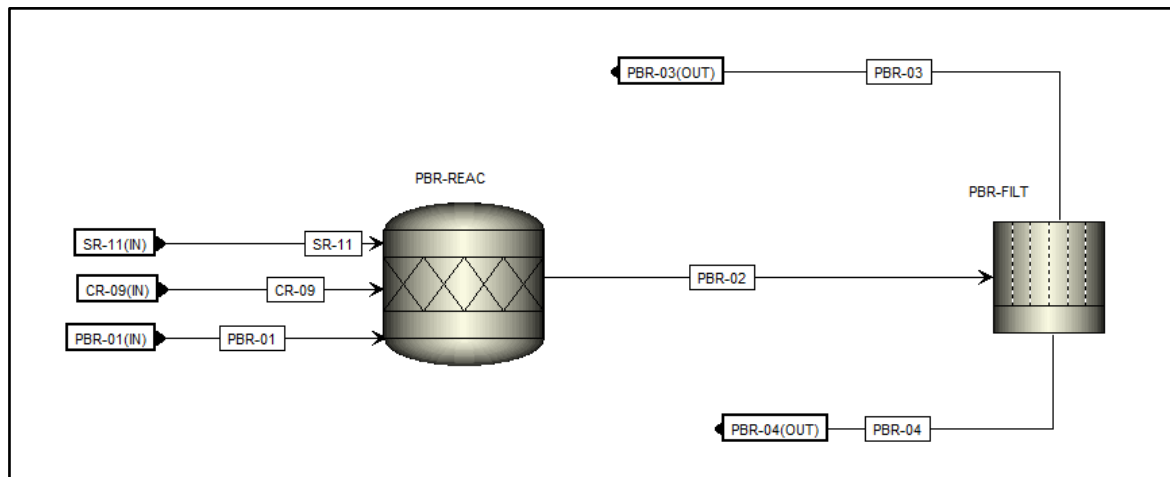 PBR-03(OUT)
PBR-03
PBR-REAC
PBR-FILT
SR-11(IN)
SR-11
CR-09(IN)
CR-09
PBR-02
PBR-01(IN)
PBR-01
PBR-04(OUT)
PBR-04